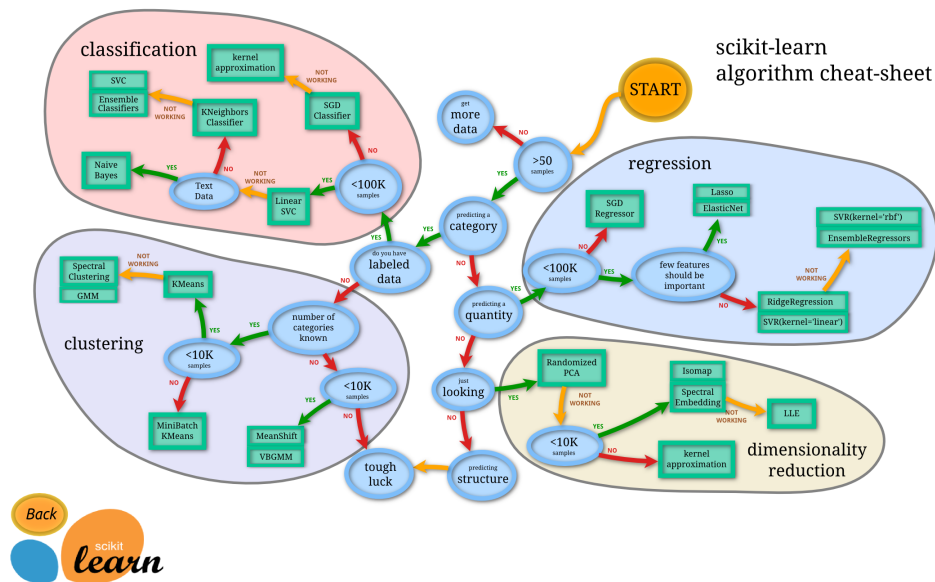 scikit-learn
algorithm cheat-sheet
START
classification
kernel
approximation
NOT
WORKING
SVC
Ensemble
Classifiers
NOT
WORKING
KNeighbors
Classifier
SGD
Classifier
NO
Naive
Bayes
YES
Text
Data
NO
NOT
WORKING
Linear
SVC
YES
<100K
samples
YES
get
more
data
NO
>50
samples
YES
predicting a
category
YES
NO
do you have
labeled
data
NO
predicting a
quantity
YES
NO
just
looking
YES
NO
predicting
structure
tough
luck
regression
SGD
Regressor
NO
<100K
samples
YES
Lasso
ElasticNet
YES
few features
should be
important
NO
SVR(kernel='rbf')
EnsembleRegressors
NOT
WORKING
RidgeRegression
SVR(kernel='linear')
clustering
Spectral
Clustering
GMM
NOT
WORKING
KMeans
YES
<10K
samples
YES
number of
categories
known
NO
NO
MiniBatch
KMeans
<10K
samples
YES
NO
MeanShift
VBGMM
dimensionality
reduction
Randomized
PCA
NOT
WORKING
<10K
samples
YES
NO
Isomap
Spectral
Embedding
NOT
WORKING
LLE
kernel
approximation
Back
scikit
learn